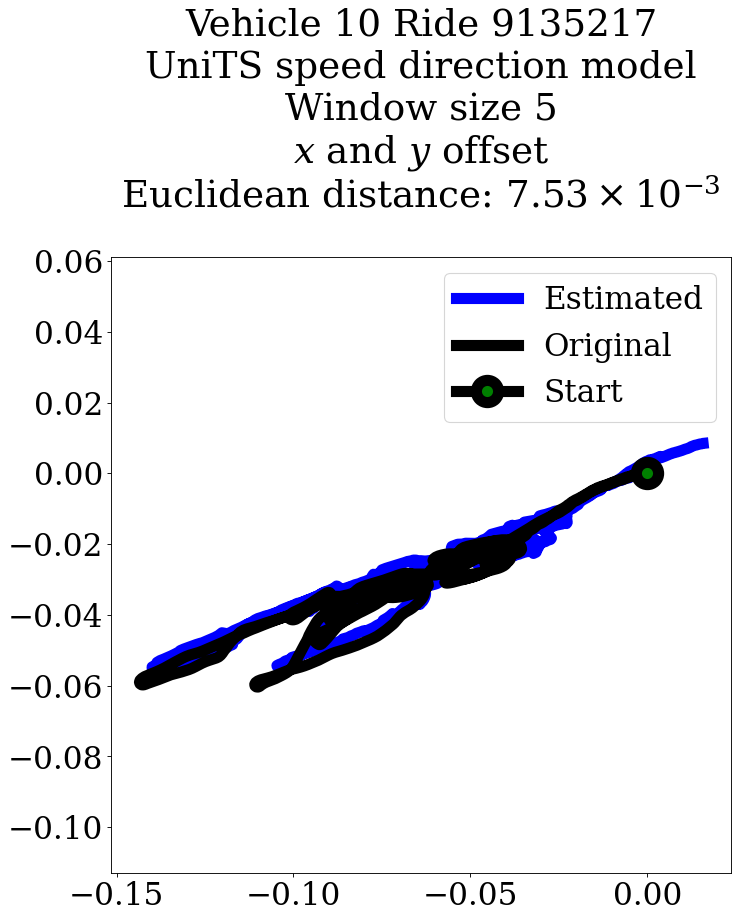 Vehicle 10 Ride 9135217
UniTS speed direction model
Window size 5
x and y offset
Euclidean distance: 7.53 × 10⁻³
0.06
Estimated
0.04
Original
0.02
Start
0.00
−0.02
−0.04
−0.06
−0.08
−0.10
−0.15 −0.10 −0.05 0.00